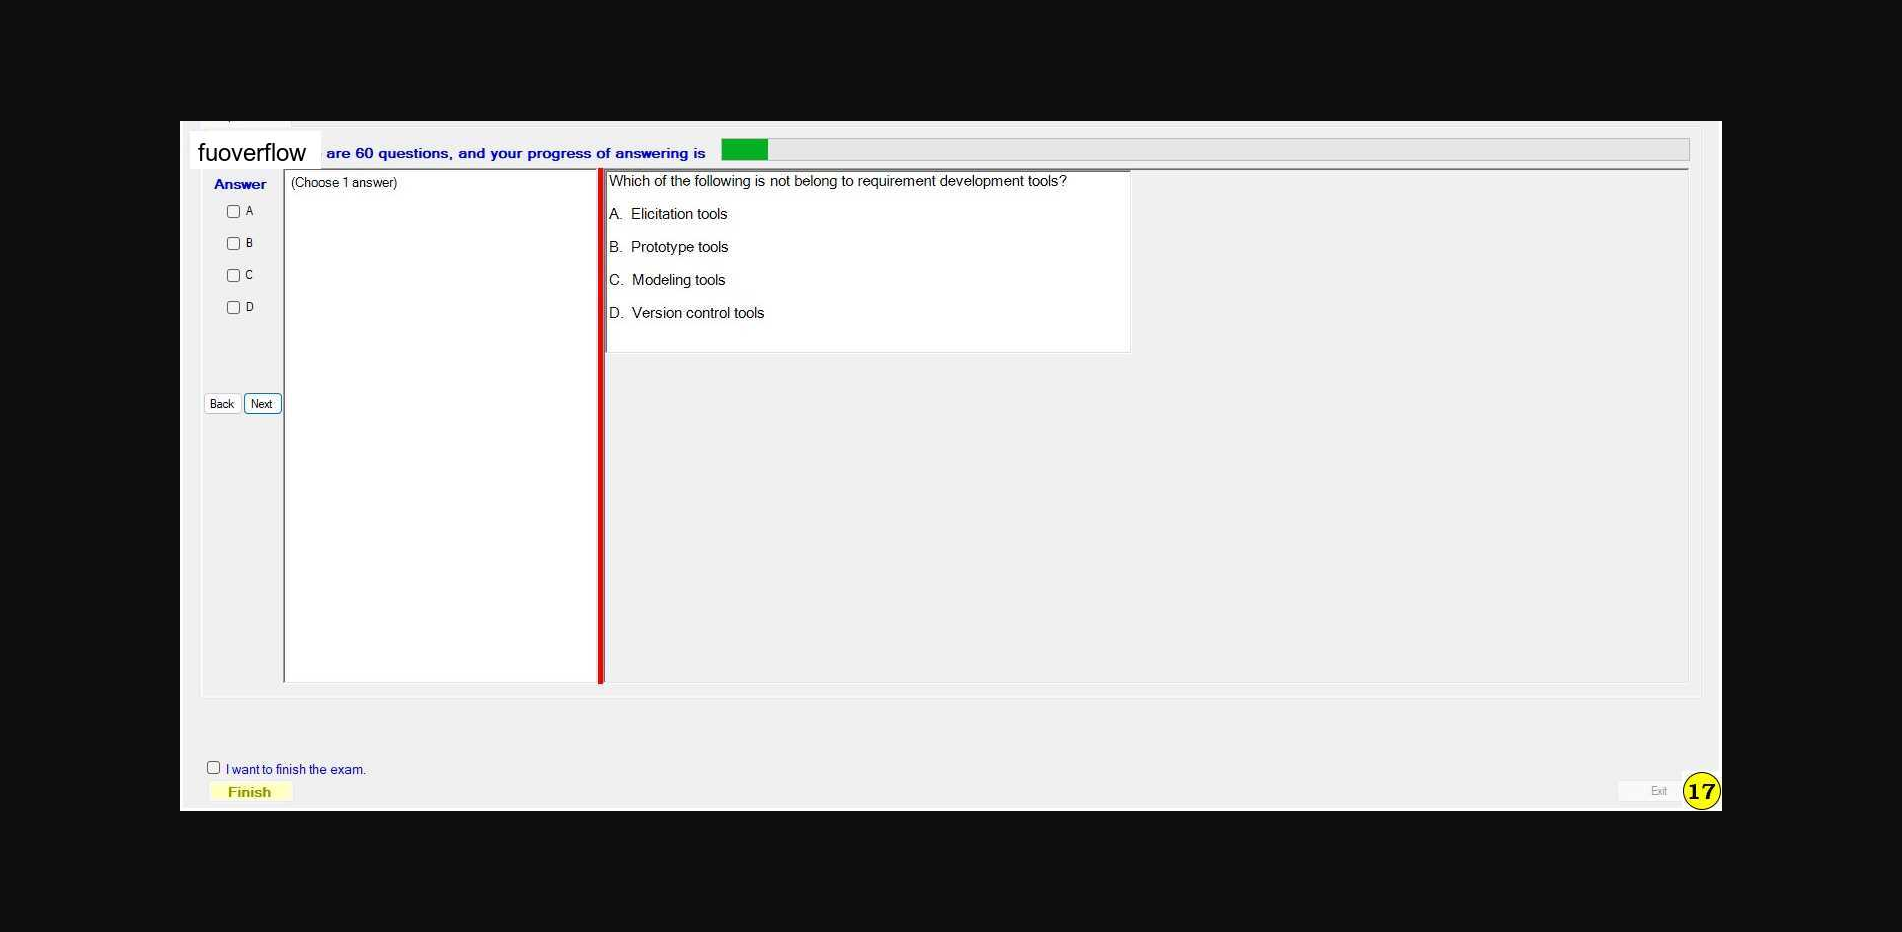 fuoverflow are 60 questions, and your progress of answering is
Answer
(Choose 1 answer)
A
B
C
D
Back Next
Which of the following is not belong to requirement development tools?
A. Elicitation tools
B. Prototype tools
C. Modeling tools
D. Version control tools
I want to finish the exam.
Finish
Exit
17